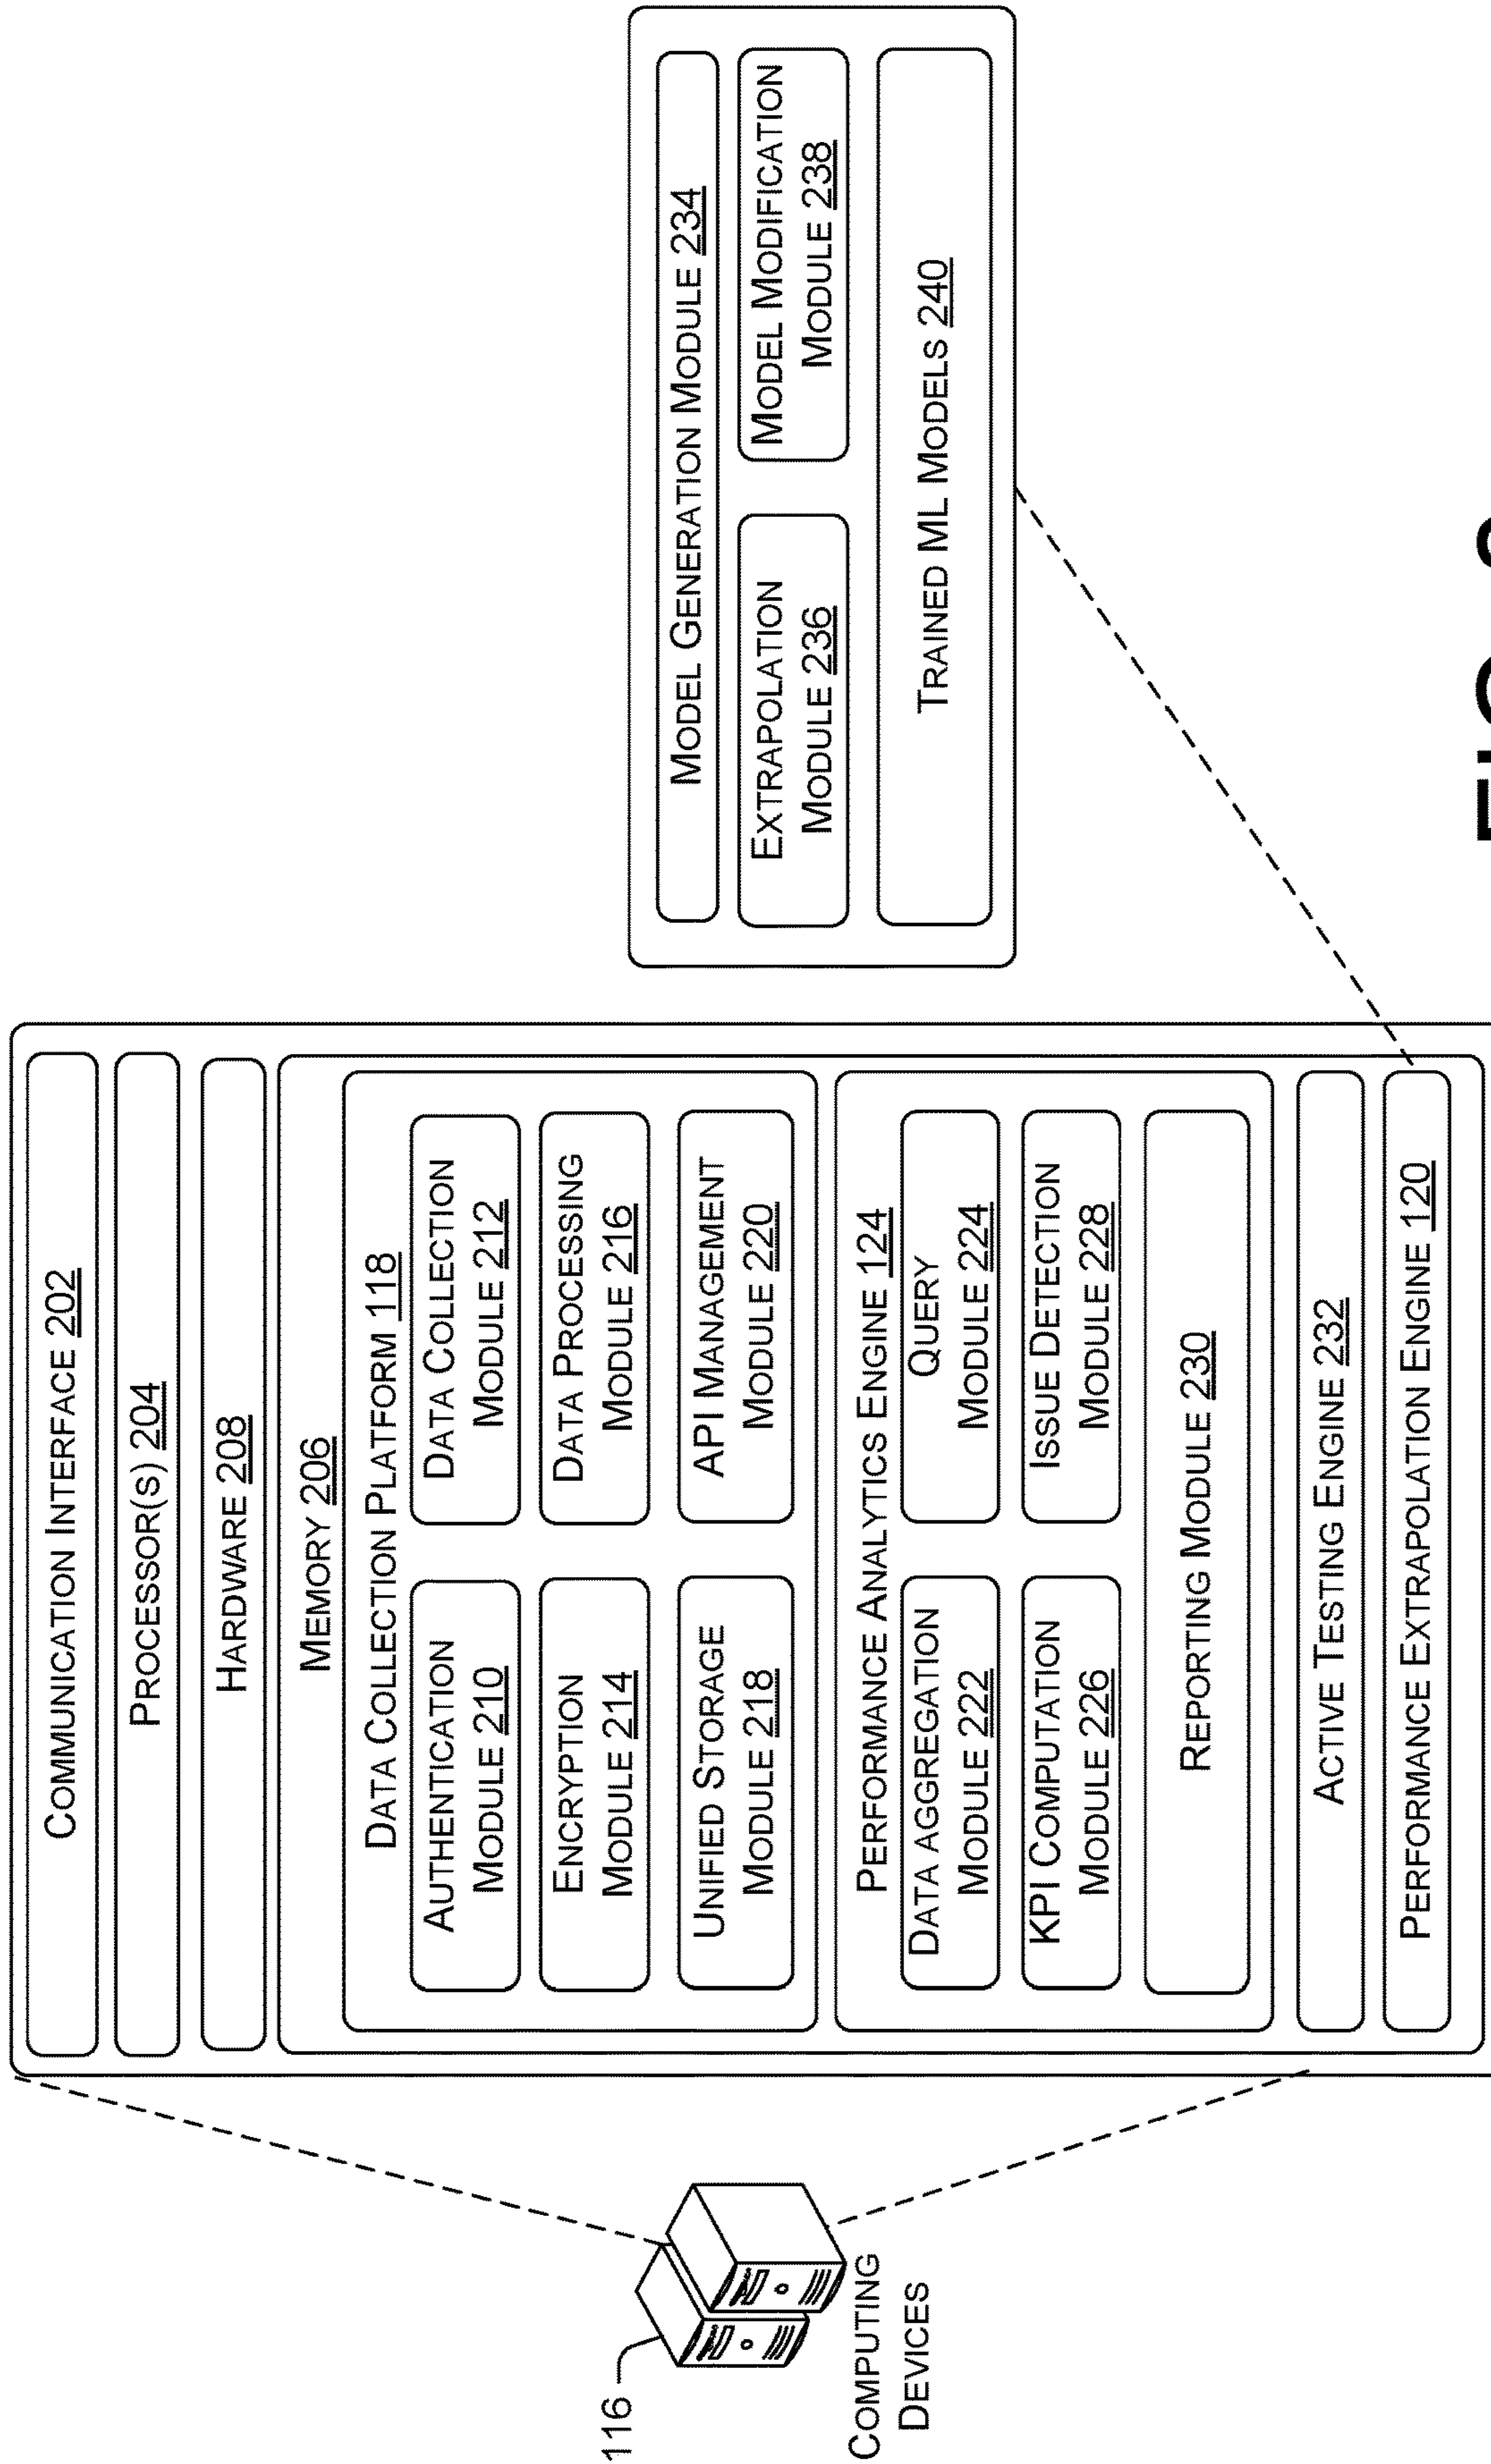 116
COMPUTING
DEVICES
COMMUNICATION INTERFACE 202
PROCESSOR(S) 204
HARDWARE 208
MEMORY 206
DATA COLLECTION PLATFORM 118
AUTHENTICATION
MODULE 210
DATA COLLECTION
MODULE 212
ENCRYPTION
MODULE 214
DATA PROCESSING
MODULE 216
UNIFIED STORAGE
MODULE 218
API MANAGEMENT
MODULE 220
PERFORMANCE ANALYTICS ENGINE 124
DATA AGGREGATION
MODULE 222
QUERY
MODULE 224
KPI COMPUTATION
MODULE 226
ISSUE DETECTION
MODULE 228
REPORTING MODULE 230
ACTIVE TESTING ENGINE 232
PERFORMANCE EXTRAPOLATION ENGINE 120
MODEL GENERATION MODULE 234
EXTRAPOLATION
MODULE 236
MODEL MODIFICATION
MODULE 238
TRAINED ML MODELS 240